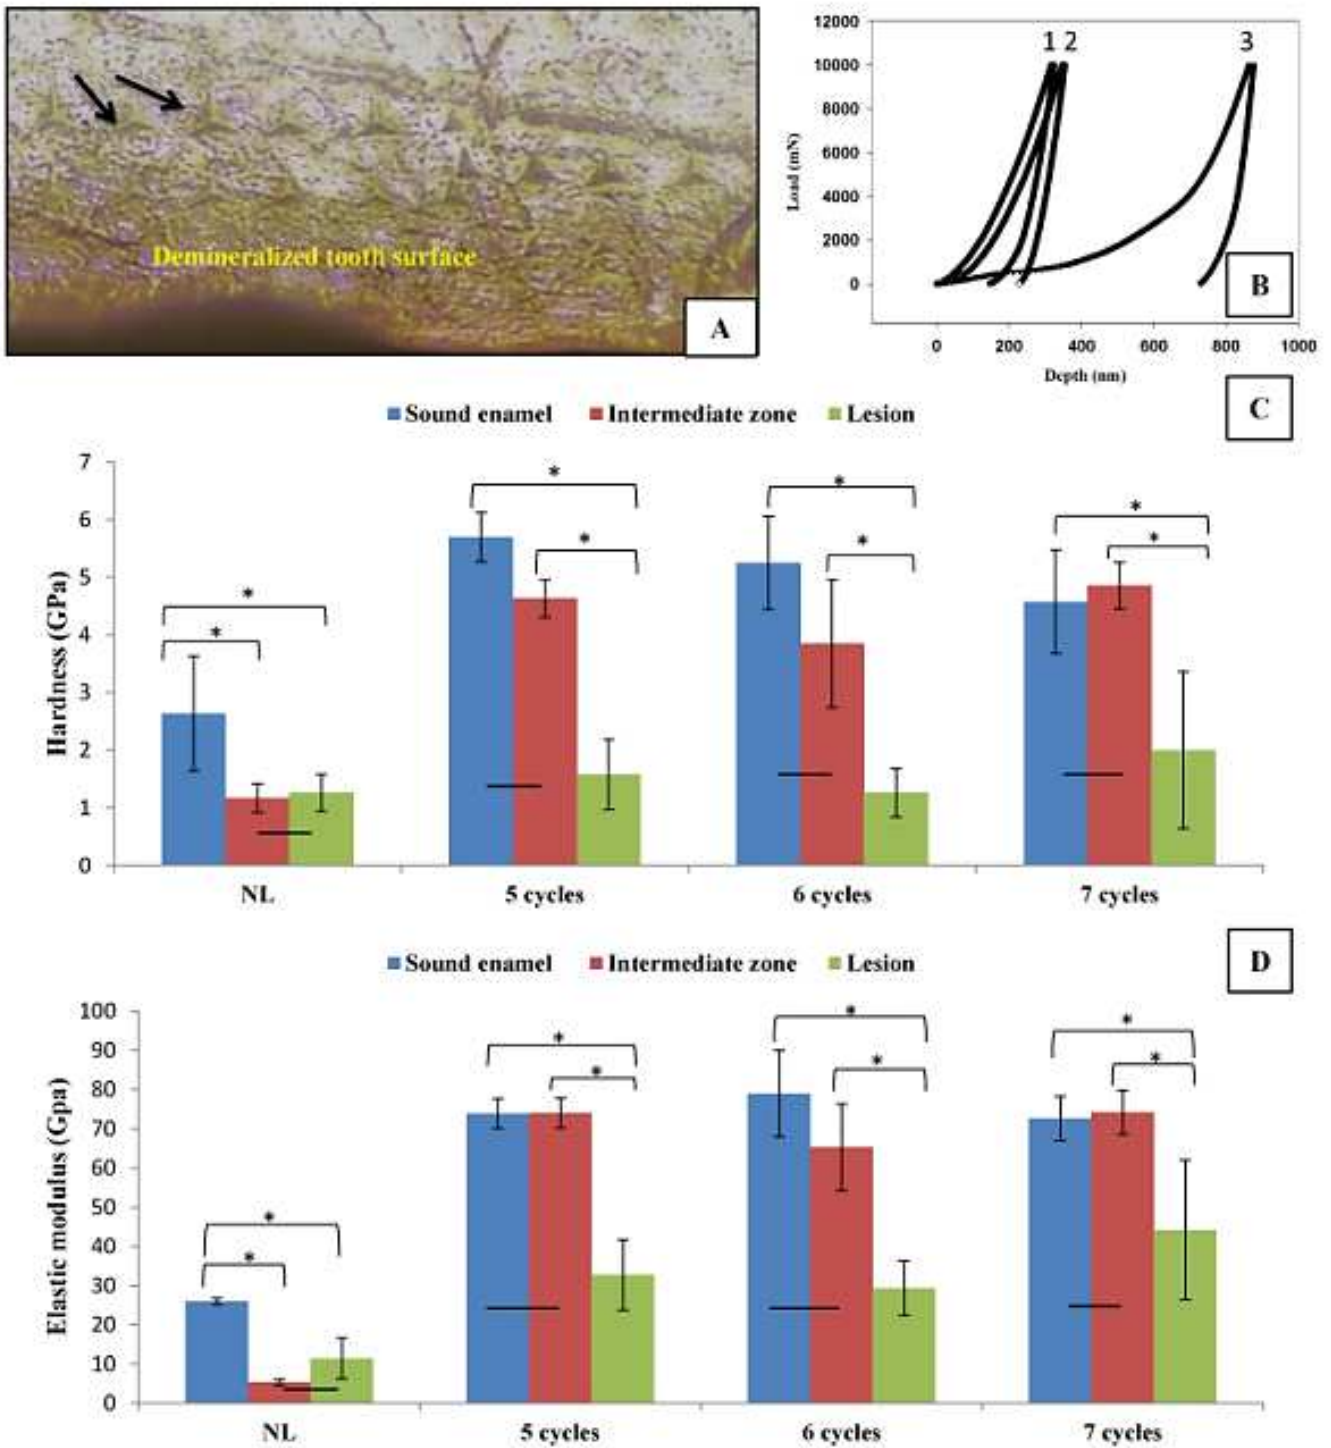 Demineralized tooth surface
A
12000
10000
8000
6000
4000
2000
0
Load (mN)
1 2 3
0 200 400 600 800 1000
Depth (nm)
B
C
Sound enamel Intermediate zone Lesion
7
6
5
4
3
2
1
0
Hardness (GPa)
* * * * * * * *
NL 5 cycles 6 cycles 7 cycles
D
Sound enamel Intermediate zone Lesion
100
90
80
70
60
50
40
30
20
10
0
Elastic modulus (Gpa)
* * * * * * * *
NL 5 cycles 6 cycles 7 cycles